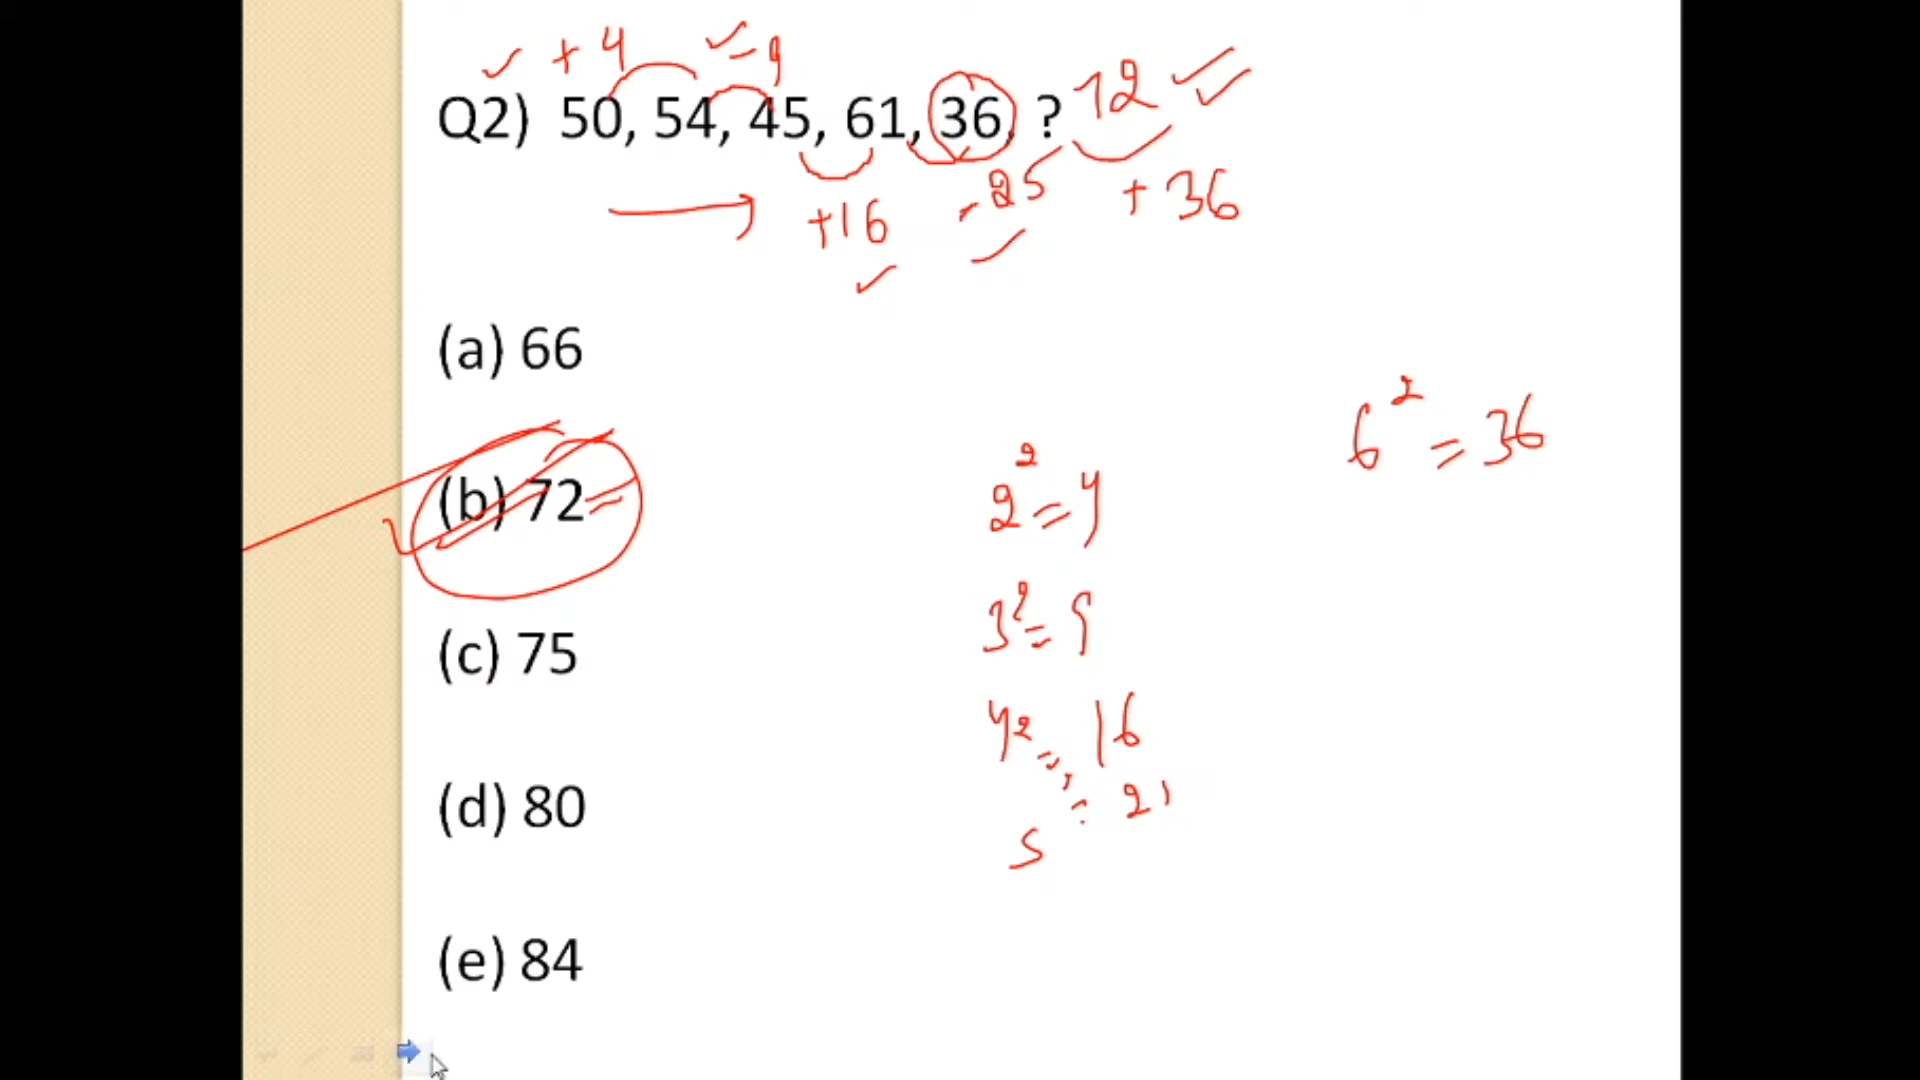 +4 -9
Q2) 50, 54, 45, 61, 36, ? 72
+16 -25 +36
(a) 66
6² = 36
(b) 72 =
2² = 4
3² = 9
(c) 75
4² = 16
(d) 80
5
(e) 84